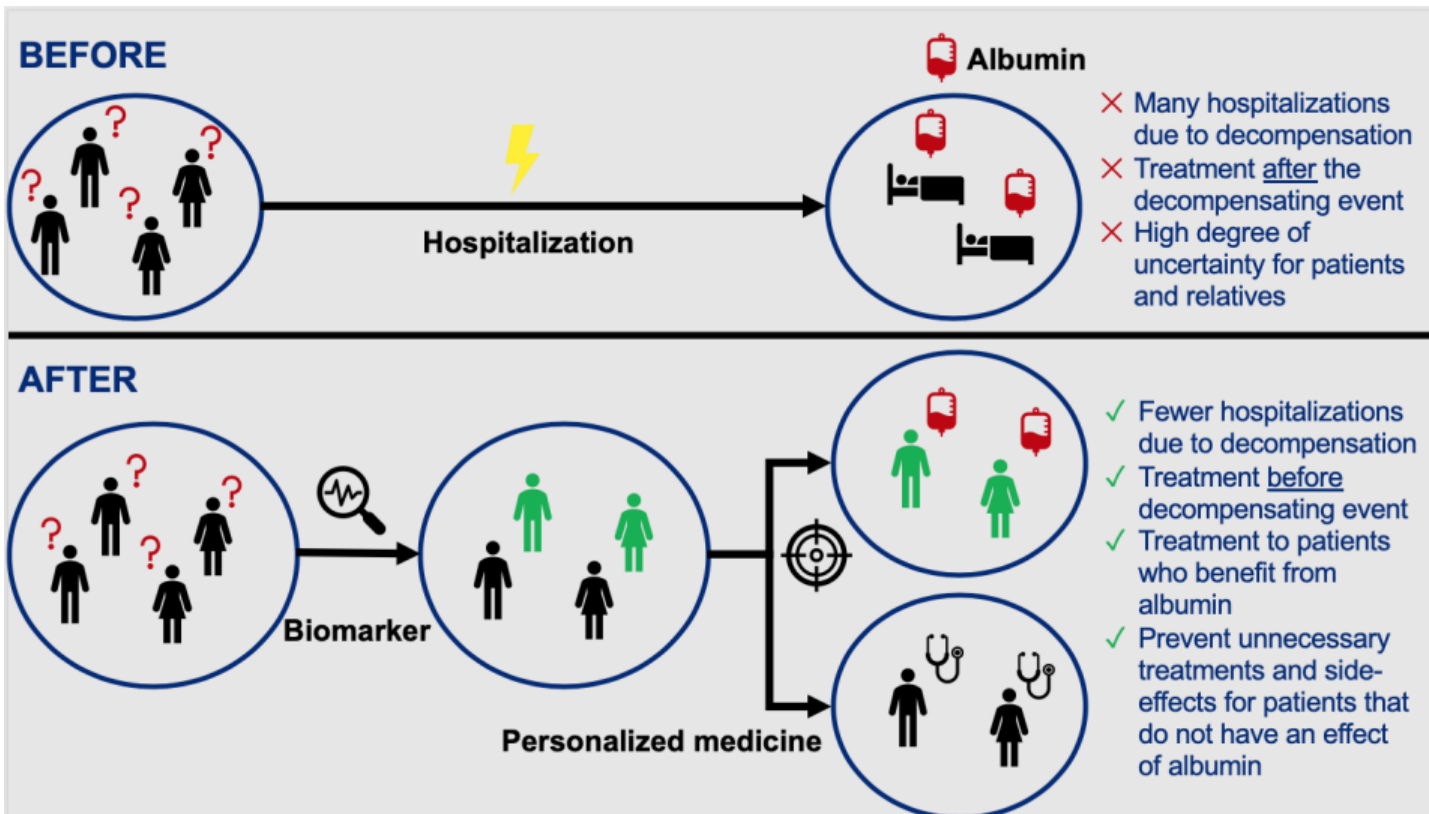 BEFORE
Albumin
Hospitalization
Many hospitalizations
due to decompensation
Treatment after the
decompensating event
High degree of
uncertainty for patients
and relatives
AFTER
Biomarker
Personalized medicine
Fewer hospitalizations
due to decompensation
Treatment before
decompensating event
Treatment to patients
who benefit from
albumin
Prevent unnecessary
treatments and side-
effects for patients that
do not have an effect
of albumin